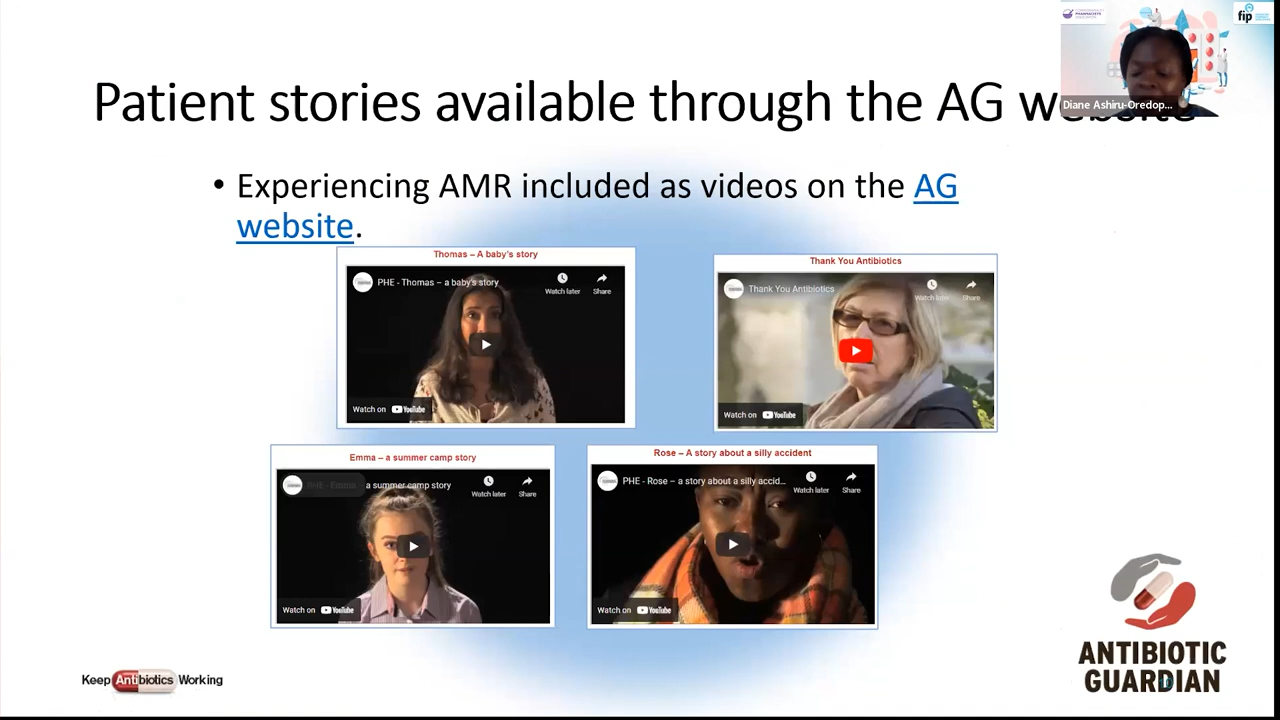 Patient stories available through the AG website
fip
Diane Ashiru-Oredop...
• Experiencing AMR included as videos on the AG
website.
Thomas – A baby's story
PHE - Thomas – a baby's story
Watch later
Share
Watch on YouTube
Thank You Antibiotics
Thank You Antibiotics
Watch later
Share
Watch on YouTube
Emma – a summer camp story
PHE - Emma - a summer camp story
Watch later
Share
Watch on YouTube
Rose – A story about a silly accident
PHE - Rose – a story about a silly accid...
Watch later
Share
Watch on YouTube
Keep Antibiotics Working
ANTIBIOTIC
GUARDIAN